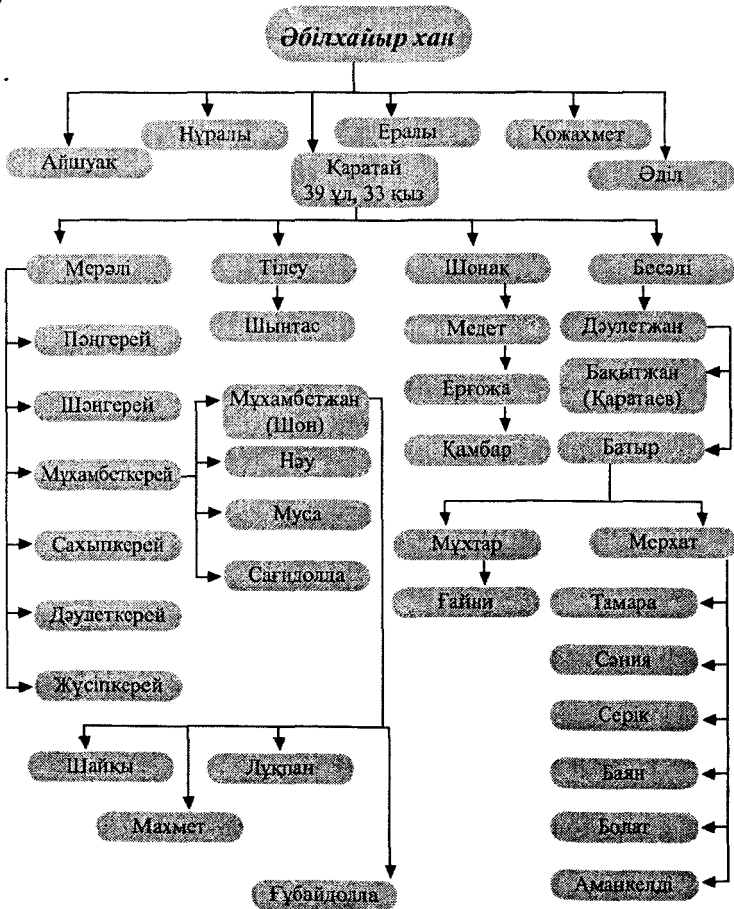 Әбілхайыр хан
Нұралы
Ералы
Қожахмет
Айшуақ
Әділ
Қаратай
39 ұл, 33 қыз
Мерәлі
Тілеу
Шонақ
Бесәлі
Шынтас
Медет
Дәулетжан
Пәңгерей
Шәңгерей
Мұхамбетжан
(Шон)
Ерғожа
Бақытжан
(Қаратаев)
Мұхамбеткерей
Нәу
Қамбар
Батыр
Муса
Сахыпкерей
Сағидолла
Мұхтар
Мерхат
Дәулеткерей
Ғайни
Тамара
Жүсіпкерей
Сәния
Серік
Шайқы
Лұқпан
Баян
Махмет
Болат
Ғұбайдолла
Аманкелді